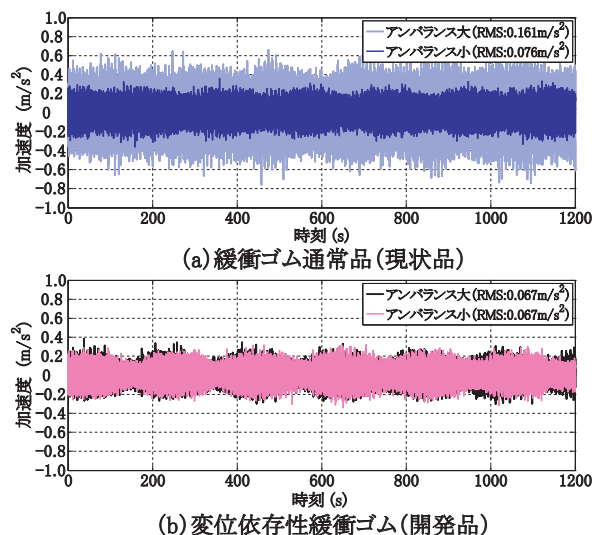 1.0
0.8
0.6
0.4
0.2
0
-0.2
-0.4
-0.6
-0.8
-1.0
加速度 (m/s²)
アンバランス大(RMS:0.161m/s²)
アンバランス小(RMS:0.076m/s²)
0 200 400 600 800 1000 1200
時刻(s)
(a)緩衝ゴム通常品(現状品)
1.0
0.8
0.6
0.4
0.2
0
-0.2
-0.4
-0.6
-0.8
-1.0
加速度 (m/s²)
アンバランス大(RMS:0.067m/s²)
アンバランス小(RMS:0.067m/s²)
0 200 400 600 800 1000 1200
時刻(s)
(b)変位依存性緩衝ゴム(開発品)